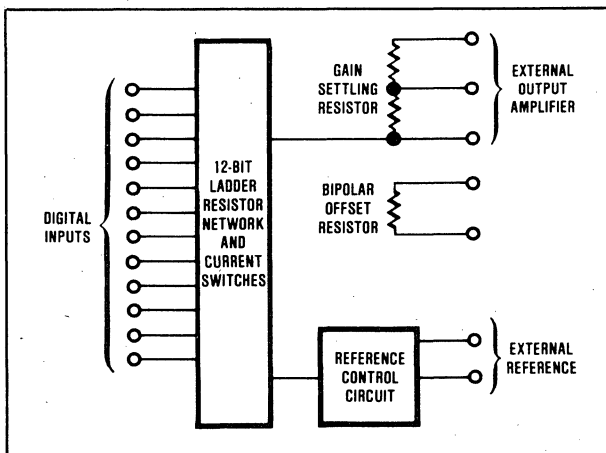 DIGITAL
INPUTS
12-BIT
LADDER
RESISTOR
NETWORK
AND
CURRENT
SWITCHES
GAIN
SETTLING
RESISTOR
EXTERNAL
OUTPUT
AMPLIFIER
BIPOLAR
OFFSET
RESISTOR
REFERENCE
CONTROL
CIRCUIT
EXTERNAL
REFERENCE